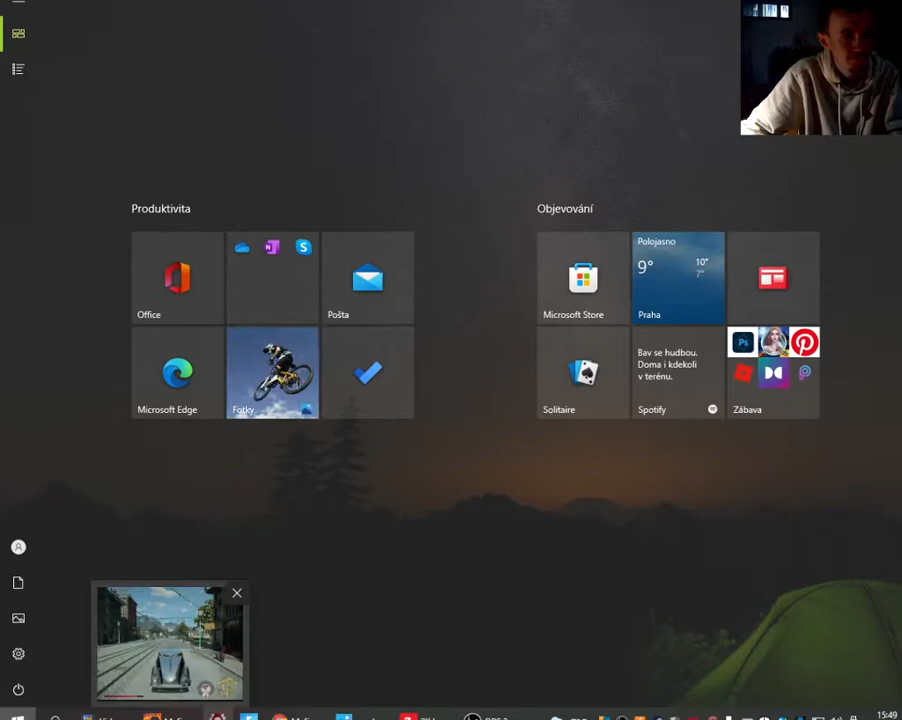 Produktivita
Objevování
Office
Pošta
Microsoft Edge
Fotky
Microsoft Store
Polojasno
9°
10°
7°
Praha
Solitaire
Bav se hudbou.
Doma i kdekoli
v terénu.
Spotify
Ps
Zábava
15:49